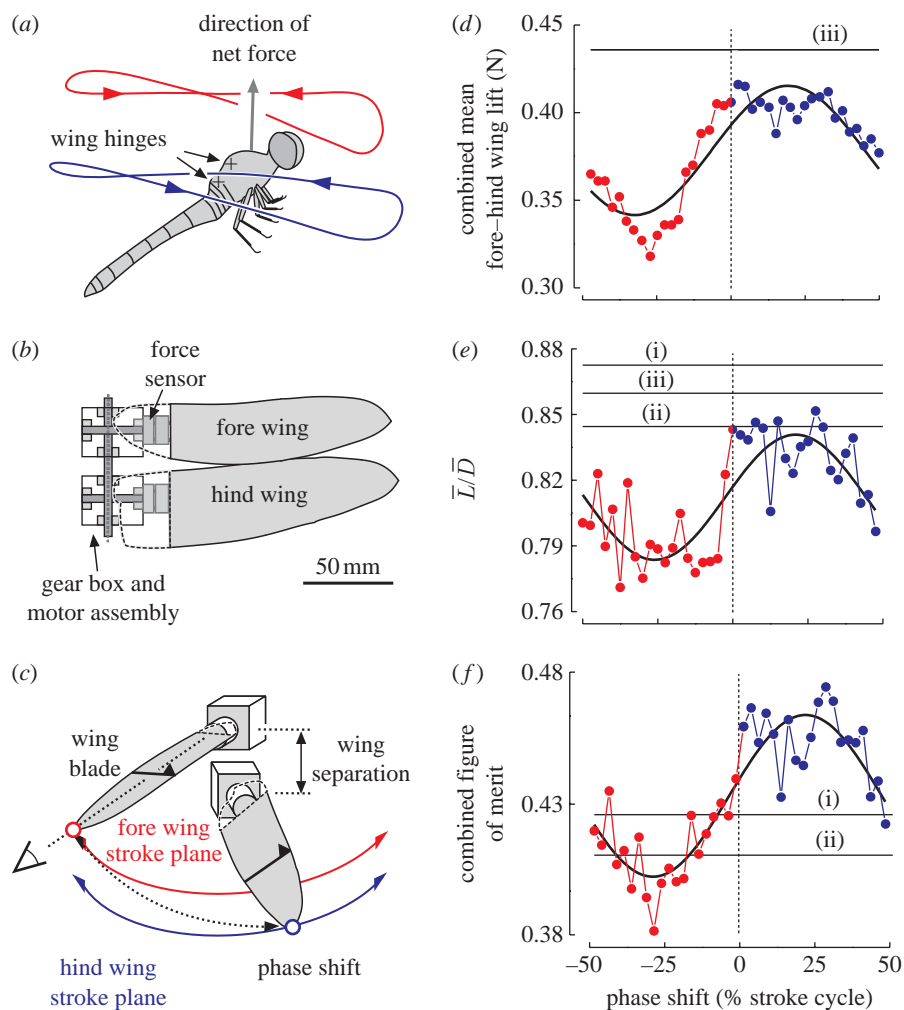 (a)
direction of
net force
wing hinges
(b)
force
sensor
fore wing
hind wing
gear box and
motor assembly
50 mm
(c)
wing
blade
wing
separation
fore wing
stroke plane
hind wing
stroke plane
phase shift
(d)
combined mean
fore–hind wing lift (N)
0.45
0.40
0.35
0.30
(iii)
(e)
L̅/D̅
0.88
0.85
0.82
0.79
0.76
(i)
(iii)
(ii)
(f)
combined figure
of merit
0.48
0.43
0.38
(i)
(ii)
–50 –25 0 25 50
phase shift (% stroke cycle)